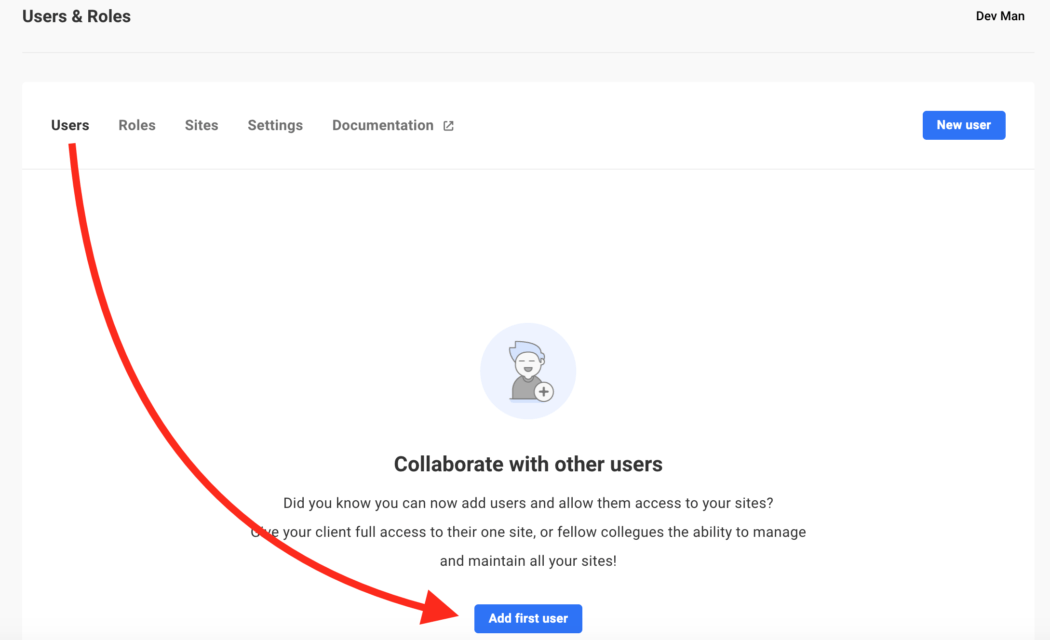 Users & Roles
Dev Man
Users
Roles
Sites
Settings
Documentation
New user
Collaborate with other users
Did you know you can now add users and allow them access to your sites?
Give your client full access to their one site, or fellow collegues the ability to manage
and maintain all your sites!
Add first user